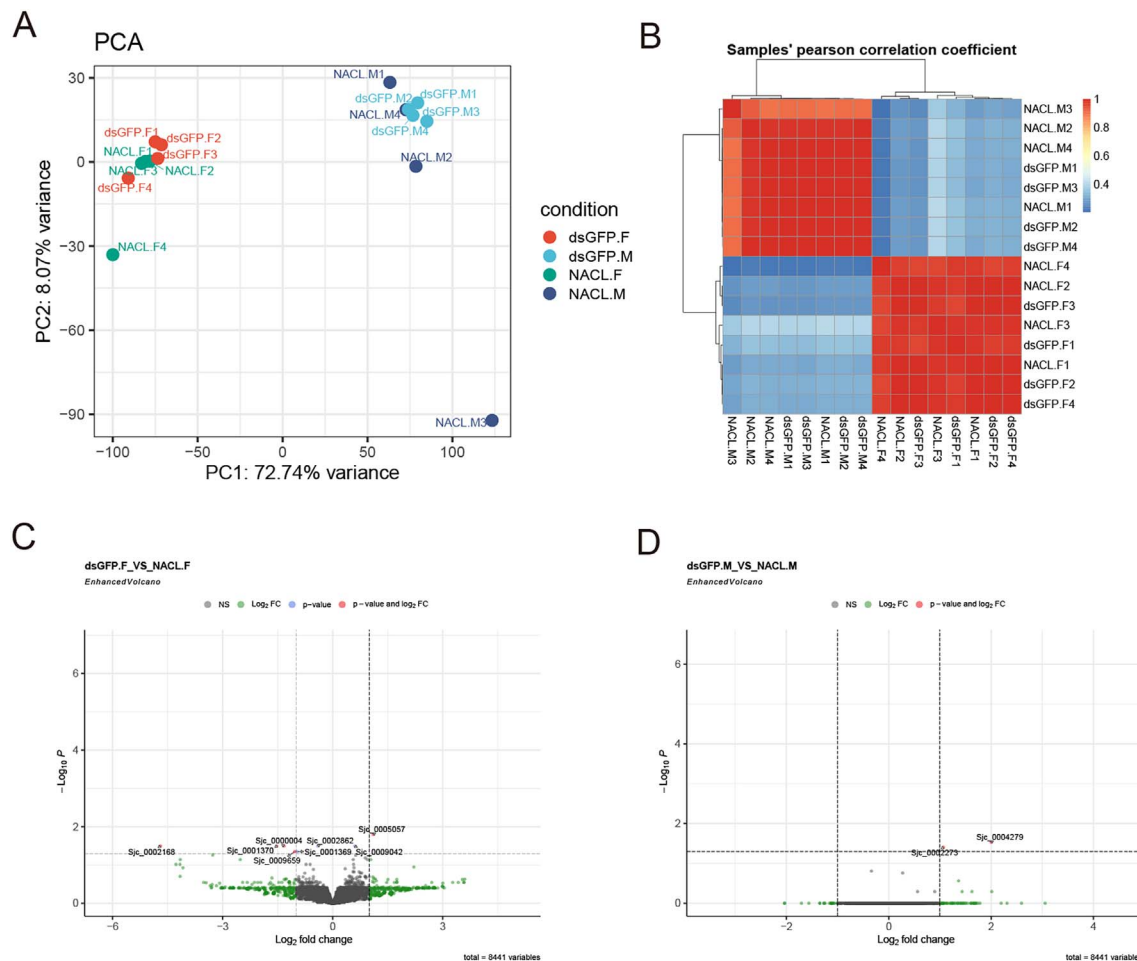 A
PCA
30
0
−30
−60
−90
−100
−50
0
50
100
PC2: 8.07% variance
PC1: 72.74% variance
NACL.M1
dsGFP.M2
dsGFP.M1
NACL.M4
dsGFP.M3
dsGFP.M4
NACL.M2
dsGFP.F1
dsGFP.F2
NACL.F1
dsGFP.F3
NACL.F3
NACL.F2
dsGFP.F4
NACL.F4
NACL.M3
condition
dsGFP.F
dsGFP.M
NACL.F
NACL.M
B
Samples' pearson correlation coefficient
1
0.8
0.6
0.4
NACL.M3
NACL.M2
NACL.M4
dsGFP.M1
dsGFP.M3
NACL.M1
dsGFP.M2
dsGFP.M4
NACL.F4
NACL.F2
dsGFP.F3
NACL.F3
dsGFP.F1
NACL.F1
dsGFP.F2
dsGFP.F4
NACL.M3
NACL.M2
NACL.M4
dsGFP.M1
dsGFP.M3
NACL.M1
dsGFP.M2
dsGFP.M4
NACL.F4
NACL.F2
dsGFP.F3
NACL.F3
dsGFP.F1
NACL.F1
dsGFP.F2
dsGFP.F4
C
dsGFP.F_VS_NACL.F
EnhancedVolcano
NS
Log2 FC
p−value
p − value and log2 FC
6
4
2
0
−Log10 P
Sjc_0005057
Sjc_0000004
Sjc_0002862
Sjc_0002168
Sjc_0001370
Sjc_0001369
Sjc_0009042
Sjc_0009659
−6
−3
0
3
Log2 fold change
total = 8441 variables
D
dsGFP.M_VS_NACL.M
EnhancedVolcano
NS
Log2 FC
p − value and log2 FC
6
4
2
0
−Log10 P
Sjc_0004279
Sjc_0002273
−2
0
2
4
Log2 fold change
total = 8441 variables